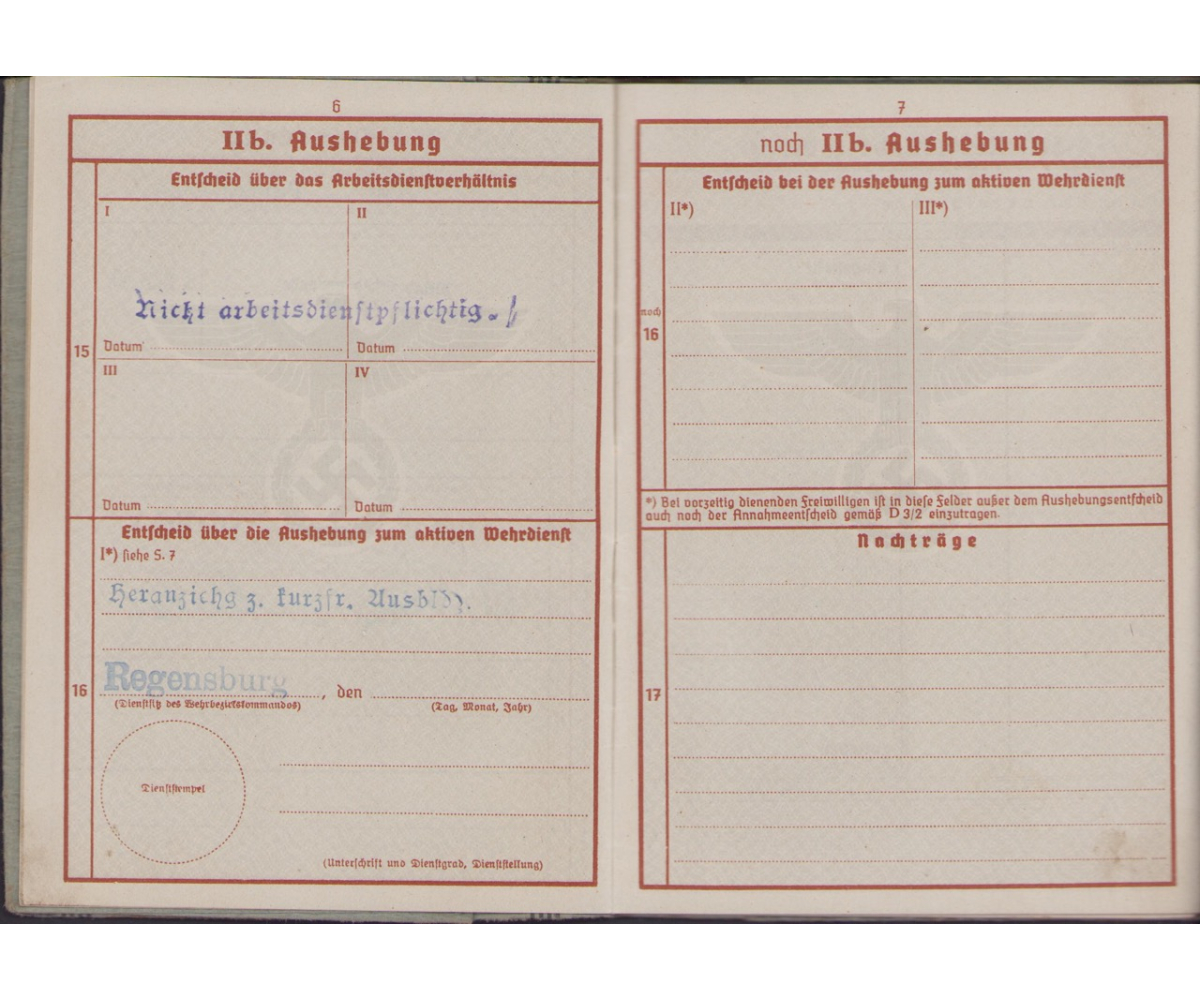 6
IIb. Aushebung
Entscheid über das Arbeitsdienstverhältnis
I
II
Nicht arbeitsdienstpflichtig.
15
Datum
Datum
III
IV
Datum
Datum
Entscheid über die Aushebung zum aktiven Wehrdienst
I*) siehe S. 7
Heranzichg z. kurzfr. Ausbldg.
16
Regensburg, den
(Dienstsitz des Wehrbezirkskommandos)
(Tag, Monat, Jahr)
Dienststempel
(Unterschrift und Dienstgrad, Dienststellung)
7
noch IIb. Aushebung
Entscheid bei der Aushebung zum aktiven Wehrdienst
II*)
III*)
noch
16
*) Bei vorzeitig dienenden Freiwilligen ist in diese Felder außer dem Aushebungsentscheid
auch noch der Annahmeentscheid gemäß D 3/2 einzutragen.
Nachträge
17